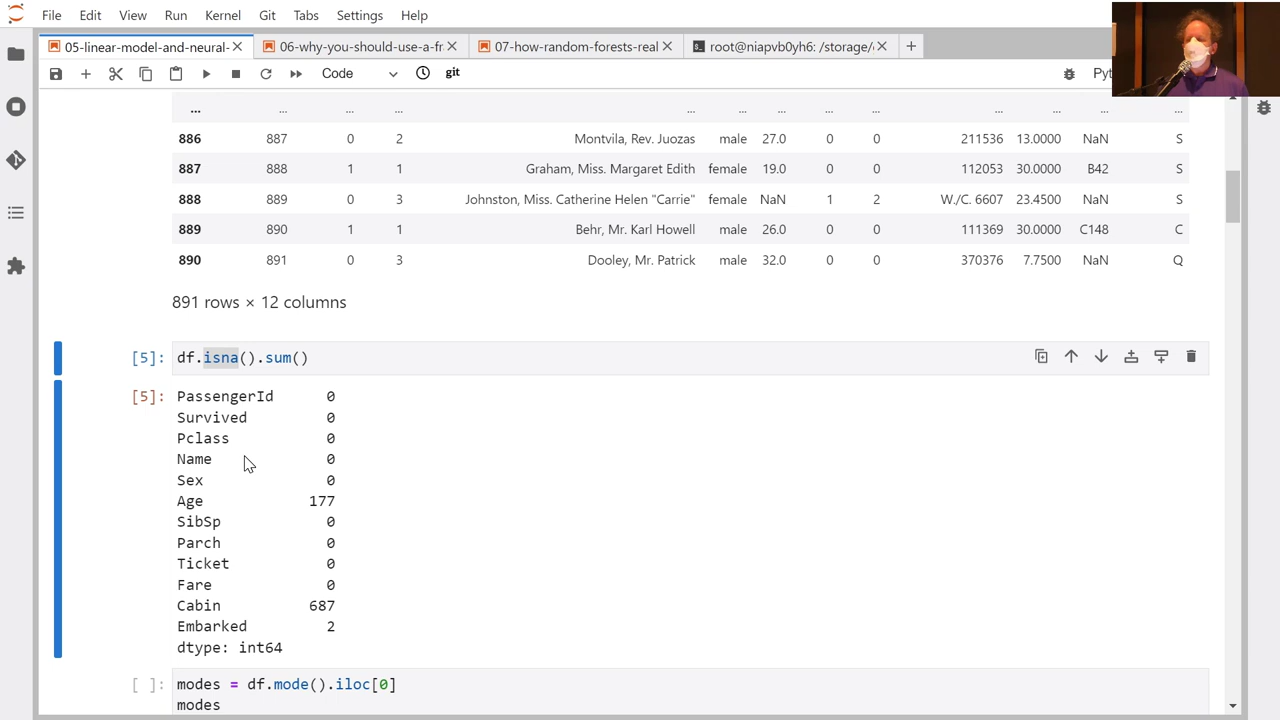 File Edit View Run Kernel Git Tabs Settings Help
05-linear-model-and-neural- 06-why-you-should-use-a-fr 07-how-random-forests-real root@niapvb0yh6: /storage/
Code git Pyt
... ... ... ... ... ... ... ... ... ... ... ... ...
886 887 0 2 Montvila, Rev. Juozas male 27.0 0 0 211536 13.0000 NaN S
887 888 1 1 Graham, Miss. Margaret Edith female 19.0 0 0 112053 30.0000 B42 S
888 889 0 3 Johnston, Miss. Catherine Helen "Carrie" female NaN 1 2 W./C. 6607 23.4500 NaN S
889 890 1 1 Behr, Mr. Karl Howell male 26.0 0 0 111369 30.0000 C148 C
890 891 0 3 Dooley, Mr. Patrick male 32.0 0 0 370376 7.7500 NaN Q
891 rows × 12 columns
[5]: df.isna().sum()
[5]: PassengerId 0
Survived 0
Pclass 0
Name 0
Sex 0
Age 177
SibSp 0
Parch 0
Ticket 0
Fare 0
Cabin 687
Embarked 2
dtype: int64
[ ]: modes = df.mode().iloc[0]
modes